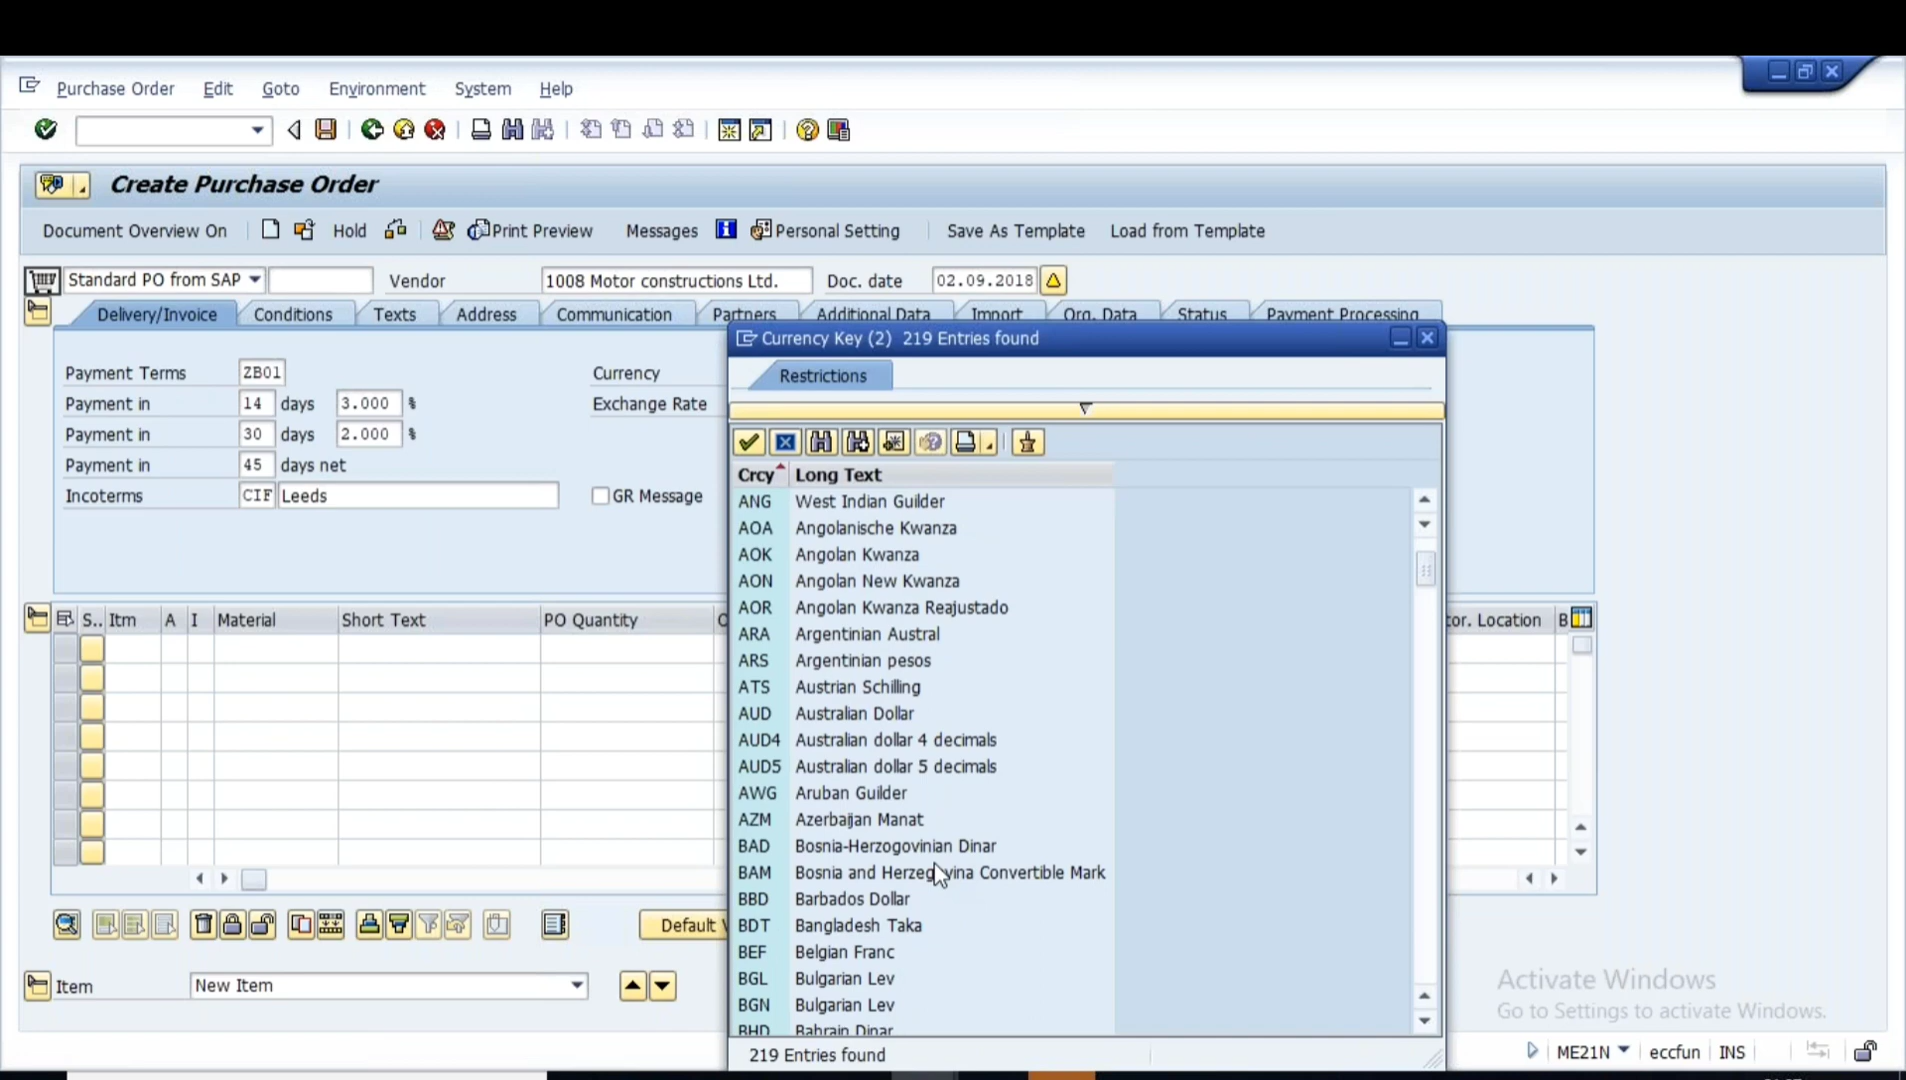 Purchase Order Edit Goto Environment System Help
Create Purchase Order
Document Overview On Hold Print Preview Messages Personal Setting Save As Template Load from Template
Standard PO from SAP Vendor 1008 Motor constructions Ltd. Doc. date 02.09.2018
Delivery/Invoice Conditions Texts Address Communication Partners Additional Data Import Org. Data Status Payment Processing
Payment Terms ZB01 Currency
Payment in 14 days 3.000 % Exchange Rate
Payment in 30 days 2.000 %
Payment in 45 days net
Incoterms CIF Leeds GR Message
S.. Itm A I Material Short Text PO Quantity
tor. Location B
Default
Item New Item
Currency Key (2) 219 Entries found
Restrictions
Crcy Long Text
ANG West Indian Guilder
AOA Angolanische Kwanza
AOK Angolan Kwanza
AON Angolan New Kwanza
AOR Angolan Kwanza Reajustado
ARA Argentinian Austral
ARS Argentinian pesos
ATS Austrian Schilling
AUD Australian Dollar
AUD4 Australian dollar 4 decimals
AUD5 Australian dollar 5 decimals
AWG Aruban Guilder
AZM Azerbaijan Manat
BAD Bosnia-Herzogovinian Dinar
BAM Bosnia and Herzegovina Convertible Mark
BBD Barbados Dollar
BDT Bangladesh Taka
BEF Belgian Franc
BGL Bulgarian Lev
BGN Bulgarian Lev
BHD Bahrain Dinar
219 Entries found
Activate Windows
Go to Settings to activate Windows.
ME21N eccfun INS